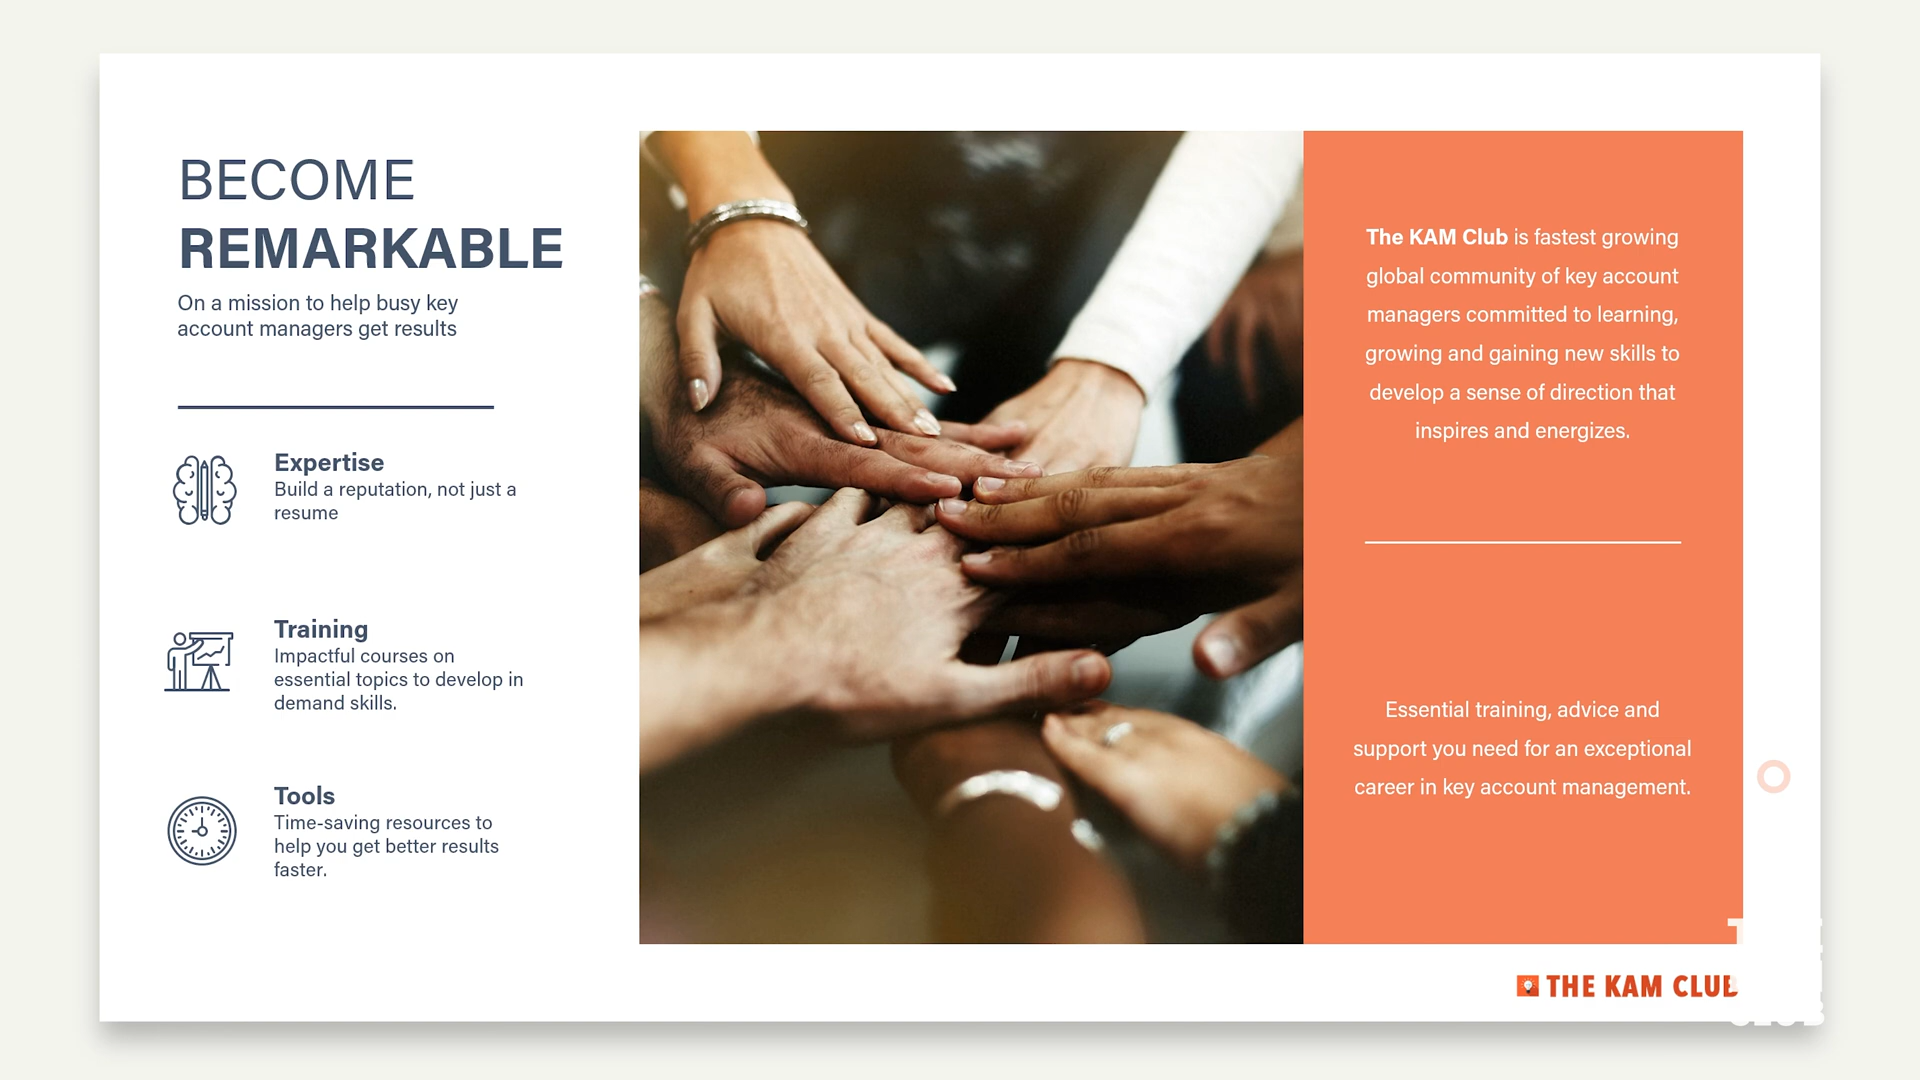 BECOME
REMARKABLE
On a mission to help busy key
account managers get results
Expertise
Build a reputation, not just a
resume
Training
Impactful courses on
essential topics to develop in
demand skills.
Tools
Time-saving resources to
help you get better results
faster.
The KAM Club is fastest growing
global community of key account
managers committed to learning,
growing and gaining new skills to
develop a sense of direction that
inspires and energizes.
Essential training, advice and
support you need for an exceptional
career in key account management.
THE KAM CLUB